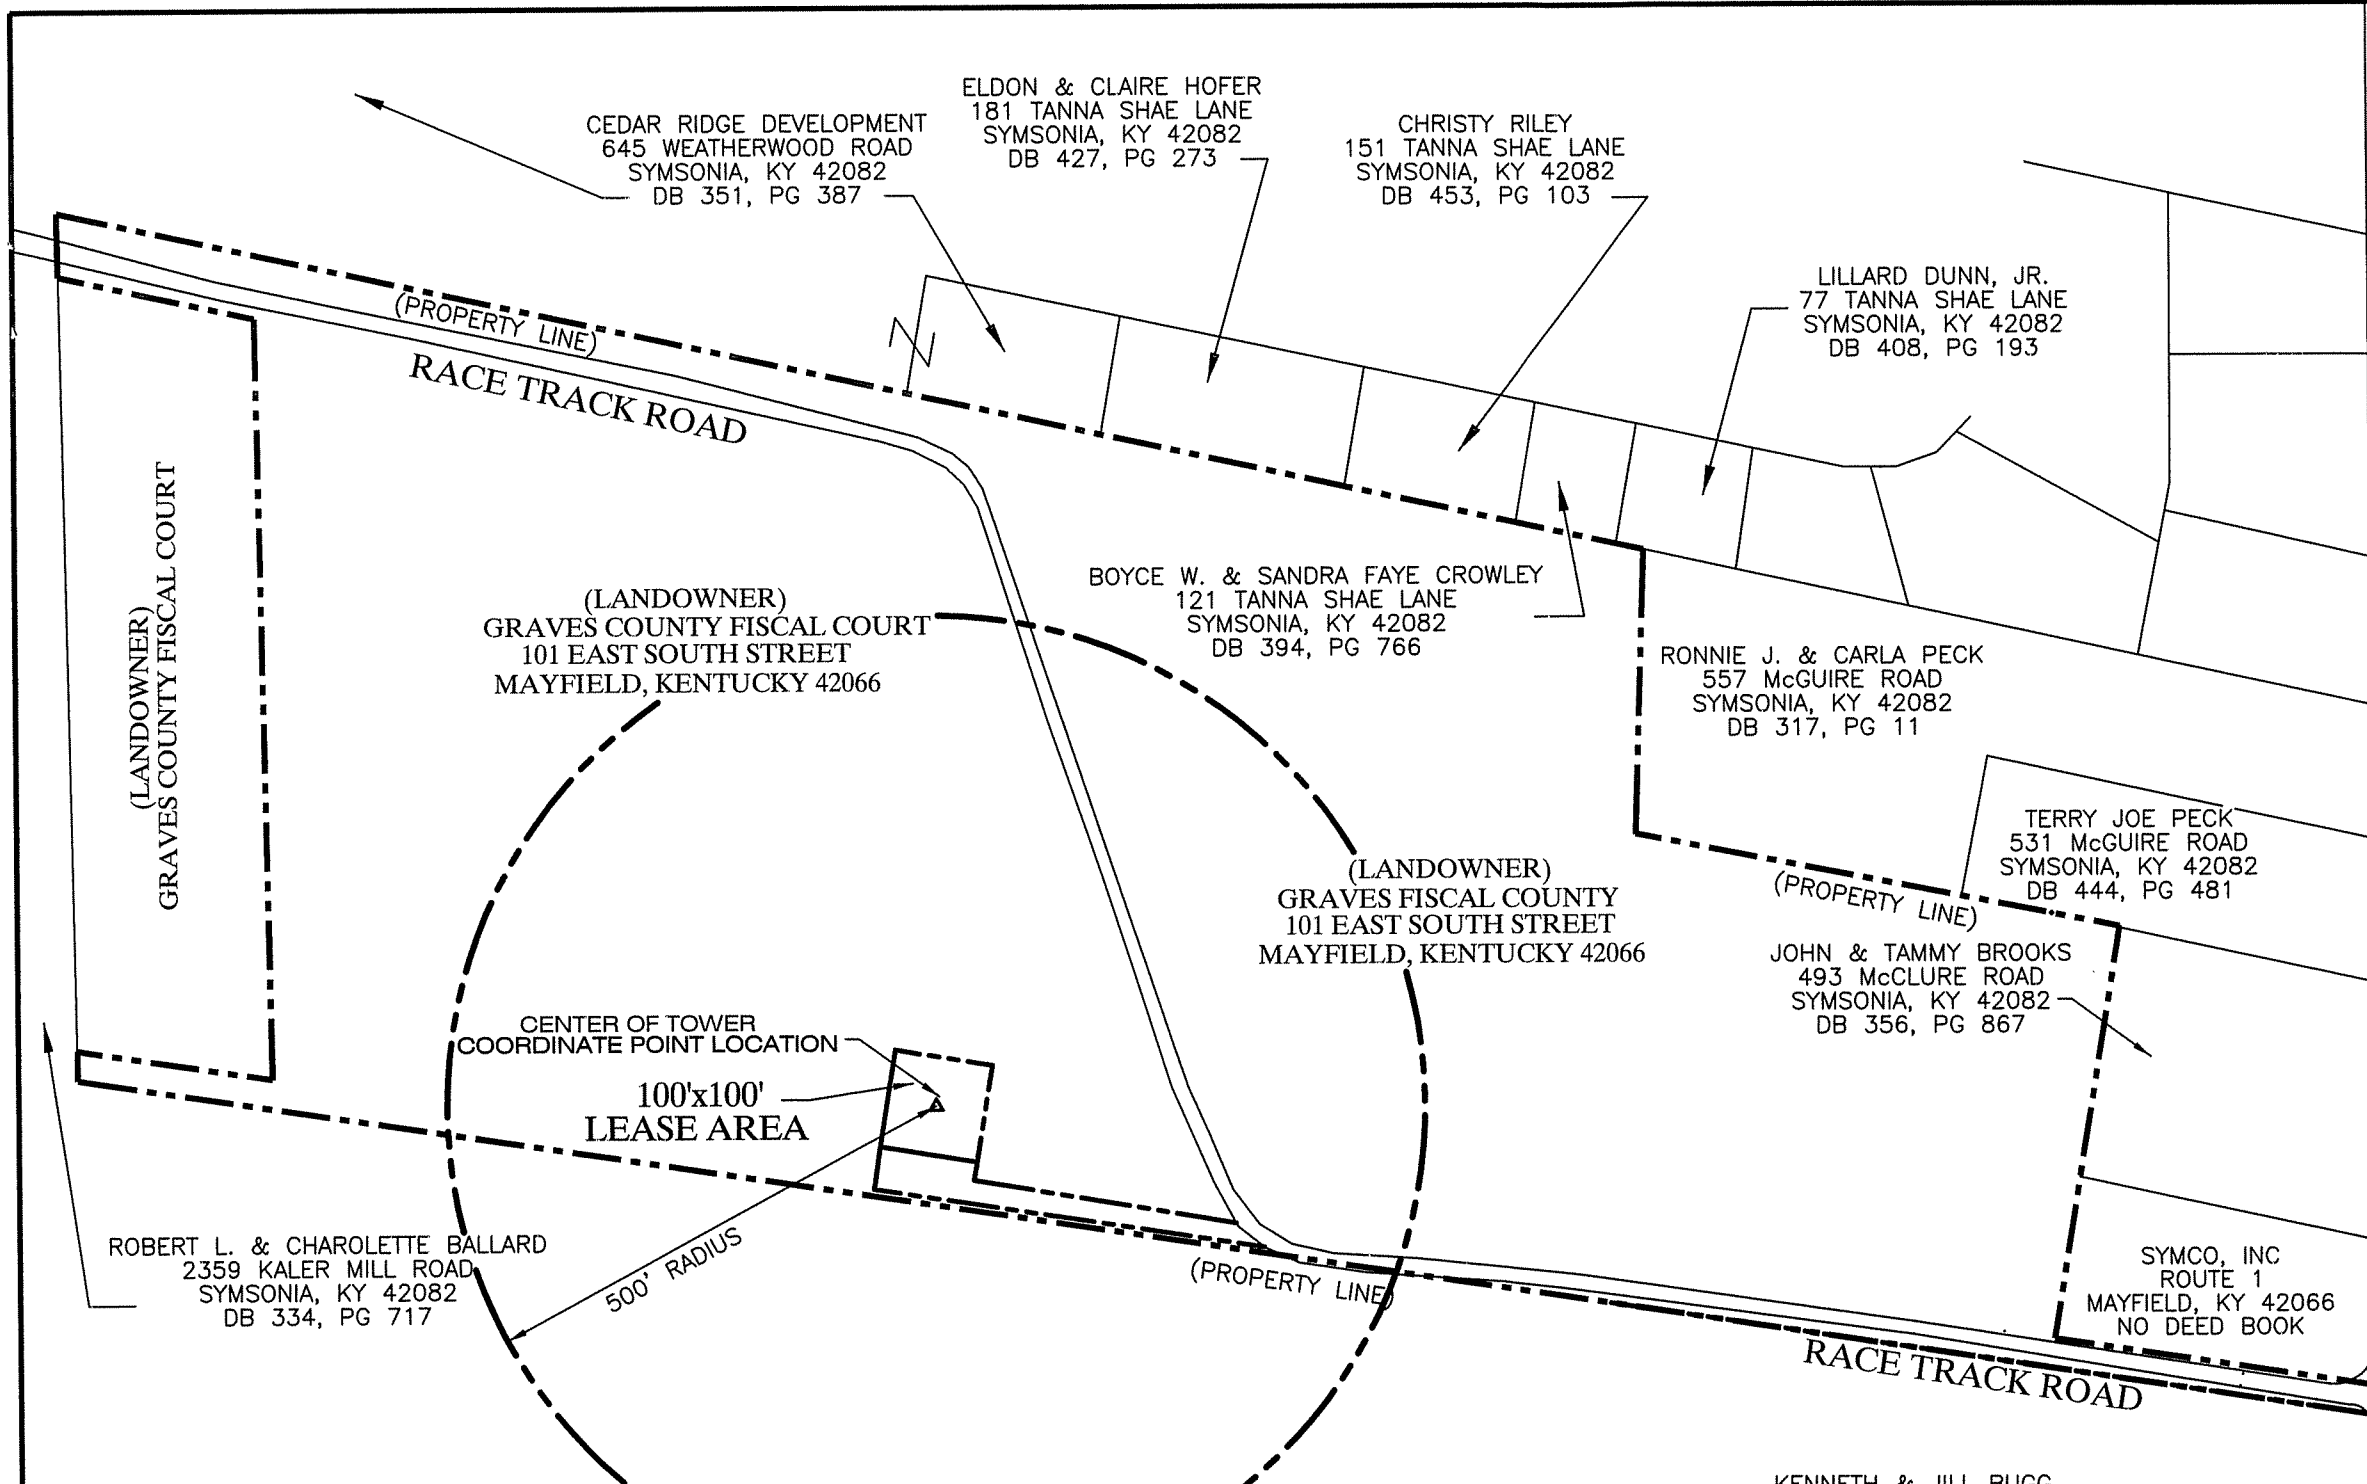 ELDON & CLAIRE HOFER
181 TANNA SHAE LANE
SYMSONIA, KY 42082
DB 427, PG 273
CEDAR RIDGE DEVELOPMENT
645 WEATHERWOOD ROAD
SYMSONIA, KY 42082
DB 351, PG 387
CHRISTY RILEY
151 TANNA SHAE LANE
SYMSONIA, KY 42082
DB 453, PG 103
LILLARD DUNN, JR.
77 TANNA SHAE LANE
SYMSONIA, KY 42082
DB 408, PG 193
(PROPERTY LINE)
RACE TRACK ROAD
(LANDOWNER)
GRAVES COUNTY FISCAL COURT
(LANDOWNER)
GRAVES COUNTY FISCAL COURT
101 EAST SOUTH STREET
MAYFIELD, KENTUCKY 42066
BOYCE W. & SANDRA FAYE CROWLEY
121 TANNA SHAE LANE
SYMSONIA, KY 42082
DB 394, PG 766
RONNIE J. & CARLA PECK
557 McGUIRE ROAD
SYMSONIA, KY 42082
DB 317, PG 11
TERRY JOE PECK
531 McGUIRE ROAD
SYMSONIA, KY 42082
DB 444, PG 481
(LANDOWNER)
GRAVES FISCAL COUNTY
101 EAST SOUTH STREET
MAYFIELD, KENTUCKY 42066
(PROPERTY LINE)
JOHN & TAMMY BROOKS
493 McCLURE ROAD
SYMSONIA, KY 42082
DB 356, PG 867
CENTER OF TOWER
COORDINATE POINT LOCATION
100'x100'
LEASE AREA
500' RADIUS
ROBERT L. & CHAROLETTE BALLARD
2359 KALER MILL ROAD
SYMSONIA, KY 42082
DB 334, PG 717
(PROPERTY LINE)
SYMCO, INC
ROUTE 1
MAYFIELD, KY 42066
NO DEED BOOK
RACE TRACK ROAD
KENNETH & JILL